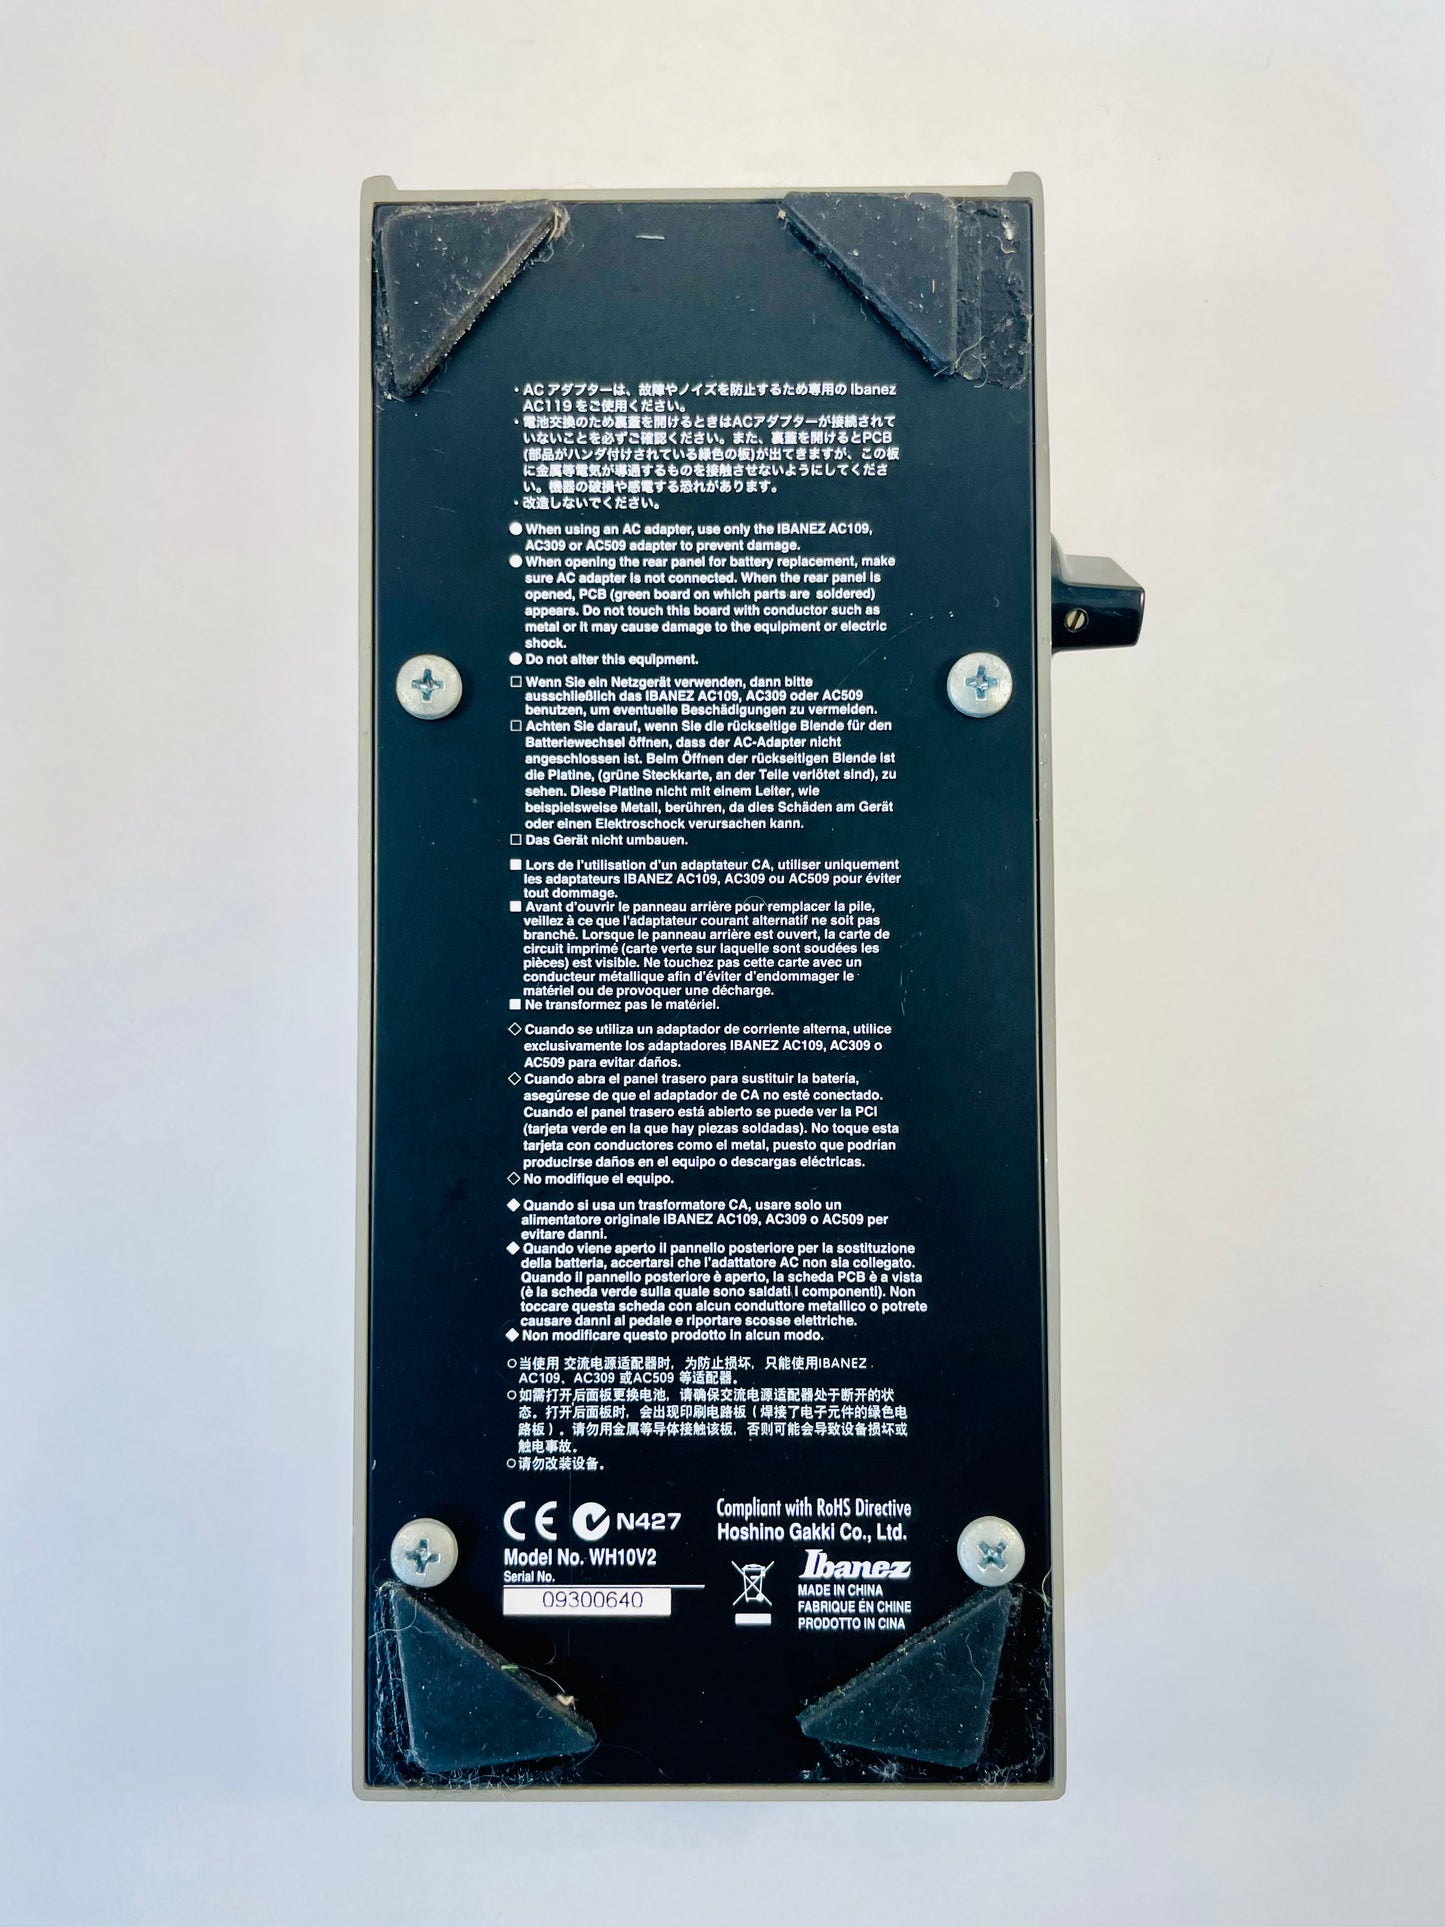 ・ACアダプターは、故障やノイズを防止するため専用のIbanez
AC119をご使用ください。
・電池交換のため裏蓋を開けるときはACアダプターが接続されて
いないことを必ずご確認ください。また、裏蓋を開けるとPCB
(部品がハンダ付けされている緑色の板)が出てきますが、この板
に金属等電気が導通するものを接触させないようにしてくださ
い。機器の破損や感電する恐れがあります。
・改造しないでください。
● When using an AC adapter, use only the IBANEZ AC109,
AC309 or AC509 adapter to prevent damage.
● When opening the rear panel for battery replacement, make
sure AC adapter is not connected. When the rear panel is
opened, PCB (green board on which parts are soldered)
appears. Do not touch this board with conductor such as
metal or it may cause damage to the equipment or electric
shock.
● Do not alter this equipment.
□ Wenn Sie ein Netzgerät verwenden, dann bitte
ausschließlich das IBANEZ AC109, AC309 oder AC509
benutzen, um eventuelle Beschädigungen zu vermeiden.
□ Achten Sie darauf, wenn Sie die rückseitige Blende für den
Batteriewechsel öffnen, dass der AC-Adapter nicht
angeschlossen ist. Beim Öffnen der rückseitigen Blende ist
die Platine, (grüne Steckkarte, an der Teile verlötet sind), zu
sehen. Diese Platine nicht mit einem Leiter, wie
beispielsweise Metall, berühren, da dies Schäden am Gerät
oder einen Elektroschock verursachen kann.
□ Das Gerät nicht umbauen.
■ Lors de l'utilisation d'un adaptateur CA, utiliser uniquement
les adaptateurs IBANEZ AC109, AC309 ou AC509 pour éviter
tout dommage.
■ Avant d'ouvrir le panneau arrière pour remplacer la pile,
veillez à ce que l'adaptateur courant alternatif ne soit pas
branché. Lorsque le panneau arrière est ouvert, la carte de
circuit imprimé (carte verte sur laquelle sont soudées les
pièces) est visible. Ne touchez pas cette carte avec un
conducteur métallique afin d'éviter d'endommager le
matériel ou de provoquer une décharge.
■ Ne transformez pas le matériel.
◇ Cuando se utiliza un adaptador de corriente alterna, utilice
exclusivamente los adaptadores IBANEZ AC109, AC309 o
AC509 para evitar daños.
◇ Cuando abra el panel trasero para sustituir la batería,
asegúrese de que el adaptador de CA no esté conectado.
Cuando el panel trasero está abierto se puede ver la PCI
(tarjeta verde en la que hay piezas soldadas). No toque esta
tarjeta con conductores como el metal, puesto que podrían
producirse daños en el equipo o descargas eléctricas.
◇ No modifique el equipo.
◆ Quando si usa un trasformatore CA, usare solo un
alimentatore originale IBANEZ AC109, AC309 o AC509 per
evitare danni.
◆ Quando viene aperto il pannello posteriore per la sostituzione
della batteria, accertarsi che l'adattatore AC non sia collegato.
Quando il pannello posteriore è aperto, la scheda PCB è a vista
(è la scheda verde sulla quale sono saldati i componenti). Non
toccare questa scheda con alcun conduttore metallico o potrete
causare danni al pedale e riportare scosse elettriche.
◆ Non modificare questo prodotto in alcun modo.
○当使用 交流电源适配器时，为防止损坏，只能使用IBANEZ
AC109、AC309 或AC509 等适配器。
○如需打开后面板更换电池，请确保交流电源适配器处于断开的状
态。打开后面板时，会出现印刷电路板（焊接了电子元件的绿色电
路板）。请勿用金属等导体接触该板，否则可能会导致设备损坏或
触电事故。
○请勿改装设备。
CE N427
Compliant with RoHS Directive
Hoshino Gakki Co., Ltd.
Model No. WH10V2
Serial No.
09300640
Ibanez
MADE IN CHINA
FABRIQUE ÉN CHINE
PRODOTTO IN CINA